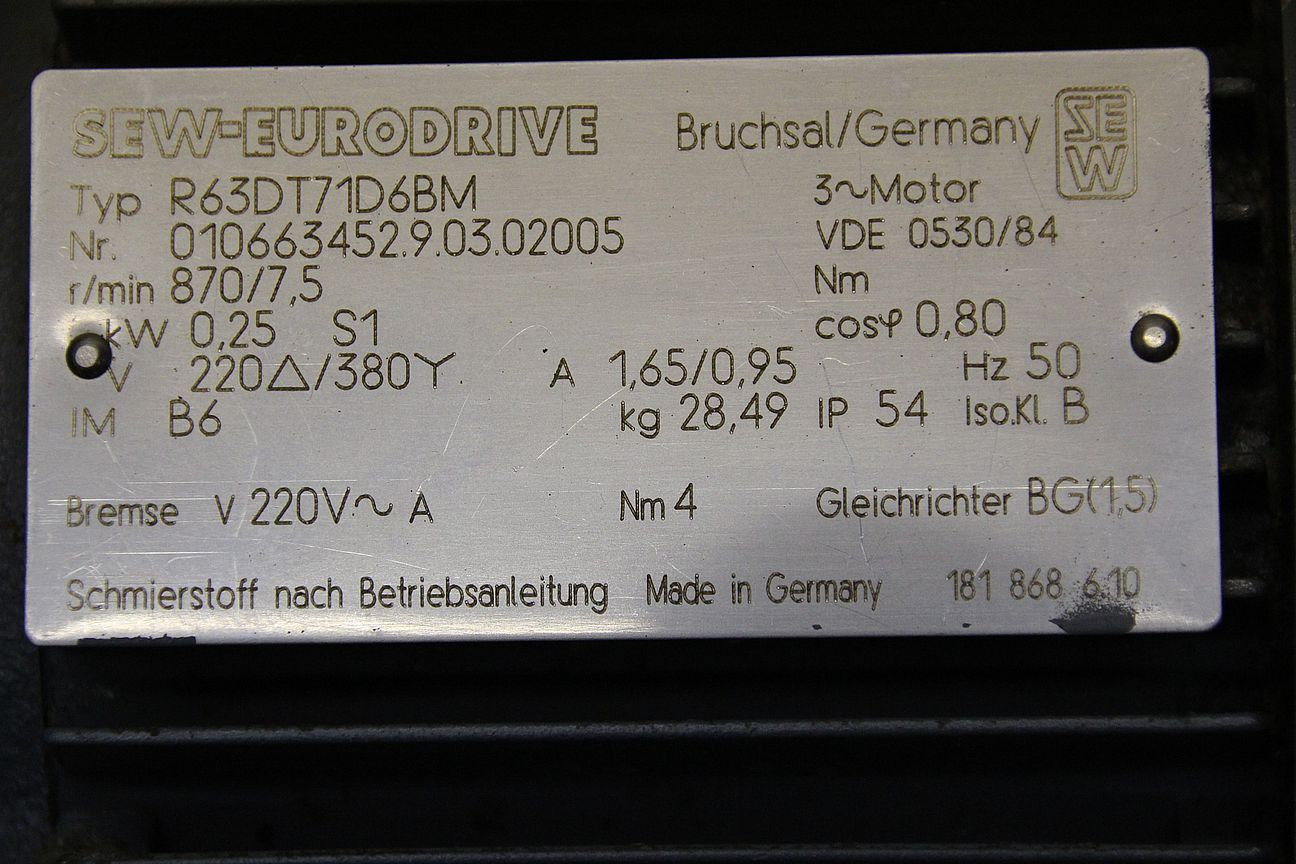 SEW-EURODRIVE Bruchsal/Germany SEW
Typ R63DT71D6BM 3~Motor
Nr. 010663452.9.03.02005 VDE 0530/84
r/min 870/7,5 Nm
kW 0,25 S1 cosφ 0,80
V 220△/380Y A 1,65/0,95 Hz 50
IM B6 kg 28,49 IP 54 Iso.Kl. B
Bremse V 220V~ A Nm 4 Gleichrichter BG(1,5)
Schmierstoff nach Betriebsanleitung Made in Germany 181 868 6.10